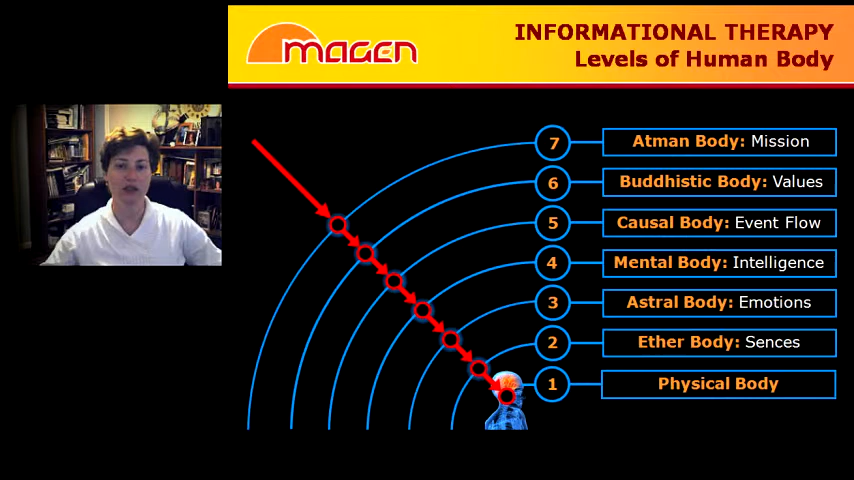 magen
INFORMATIONAL THERAPY
Levels of Human Body
7 Atman Body: Mission
6 Buddhistic Body: Values
5 Causal Body: Event Flow
4 Mental Body: Intelligence
3 Astral Body: Emotions
2 Ether Body: Sences
1 Physical Body